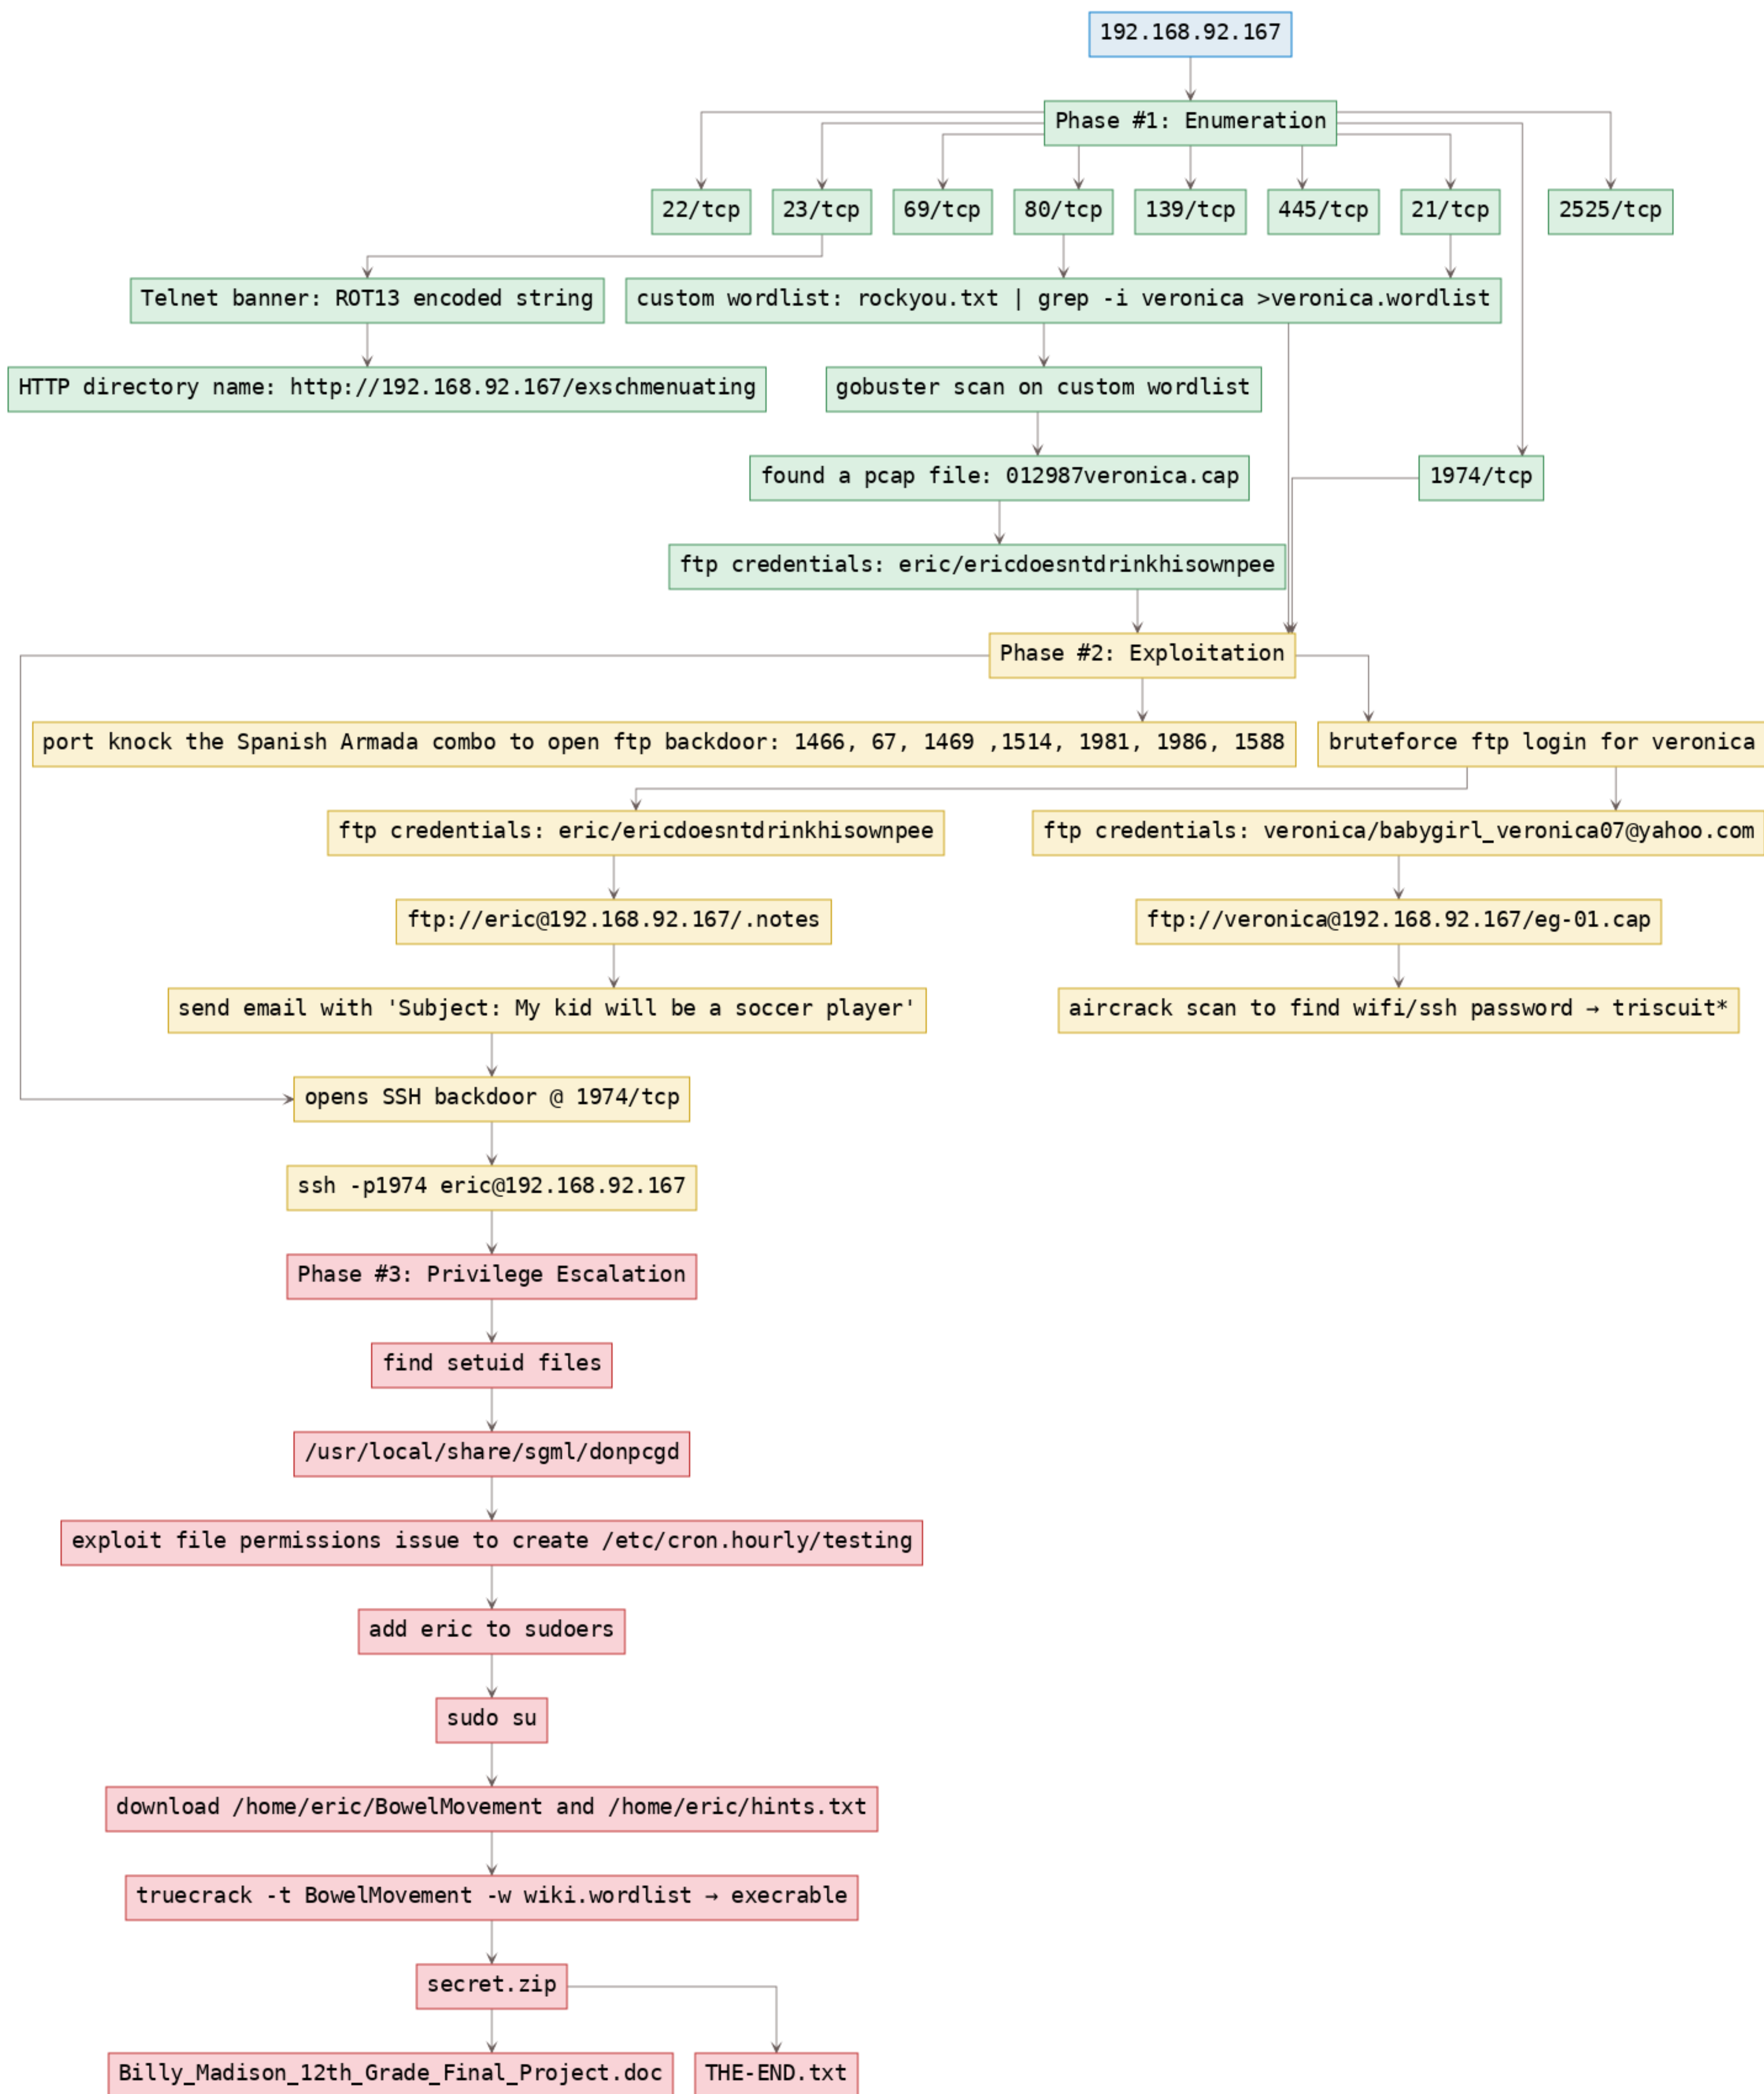 192.168.92.167
Phase #1: Enumeration
22/tcp
23/tcp
69/tcp
80/tcp
139/tcp
445/tcp
21/tcp
2525/tcp
Telnet banner: ROT13 encoded string
custom wordlist: rockyou.txt | grep -i veronica >veronica.wordlist
HTTP directory name: http://192.168.92.167/exschmenuating
gobuster scan on custom wordlist
found a pcap file: 012987veronica.cap
1974/tcp
ftp credentials: eric/ericdoesntdrinkhisownpee
Phase #2: Exploitation
port knock the Spanish Armada combo to open ftp backdoor: 1466, 67, 1469 ,1514, 1981, 1986, 1588
bruteforce ftp login for veronica
ftp credentials: eric/ericdoesntdrinkhisownpee
ftp credentials: veronica/babygirl_veronica07@yahoo.com
ftp://eric@192.168.92.167/.notes
ftp://veronica@192.168.92.167/eg-01.cap
send email with 'Subject: My kid will be a soccer player'
aircrack scan to find wifi/ssh password → triscuit*
opens SSH backdoor @ 1974/tcp
ssh -p1974 eric@192.168.92.167
Phase #3: Privilege Escalation
find setuid files
/usr/local/share/sgml/donpcgd
exploit file permissions issue to create /etc/cron.hourly/testing
add eric to sudoers
sudo su
download /home/eric/BowelMovement and /home/eric/hints.txt
truecrack -t BowelMovement -w wiki.wordlist → execrable
secret.zip
Billy_Madison_12th_Grade_Final_Project.doc
THE-END.txt